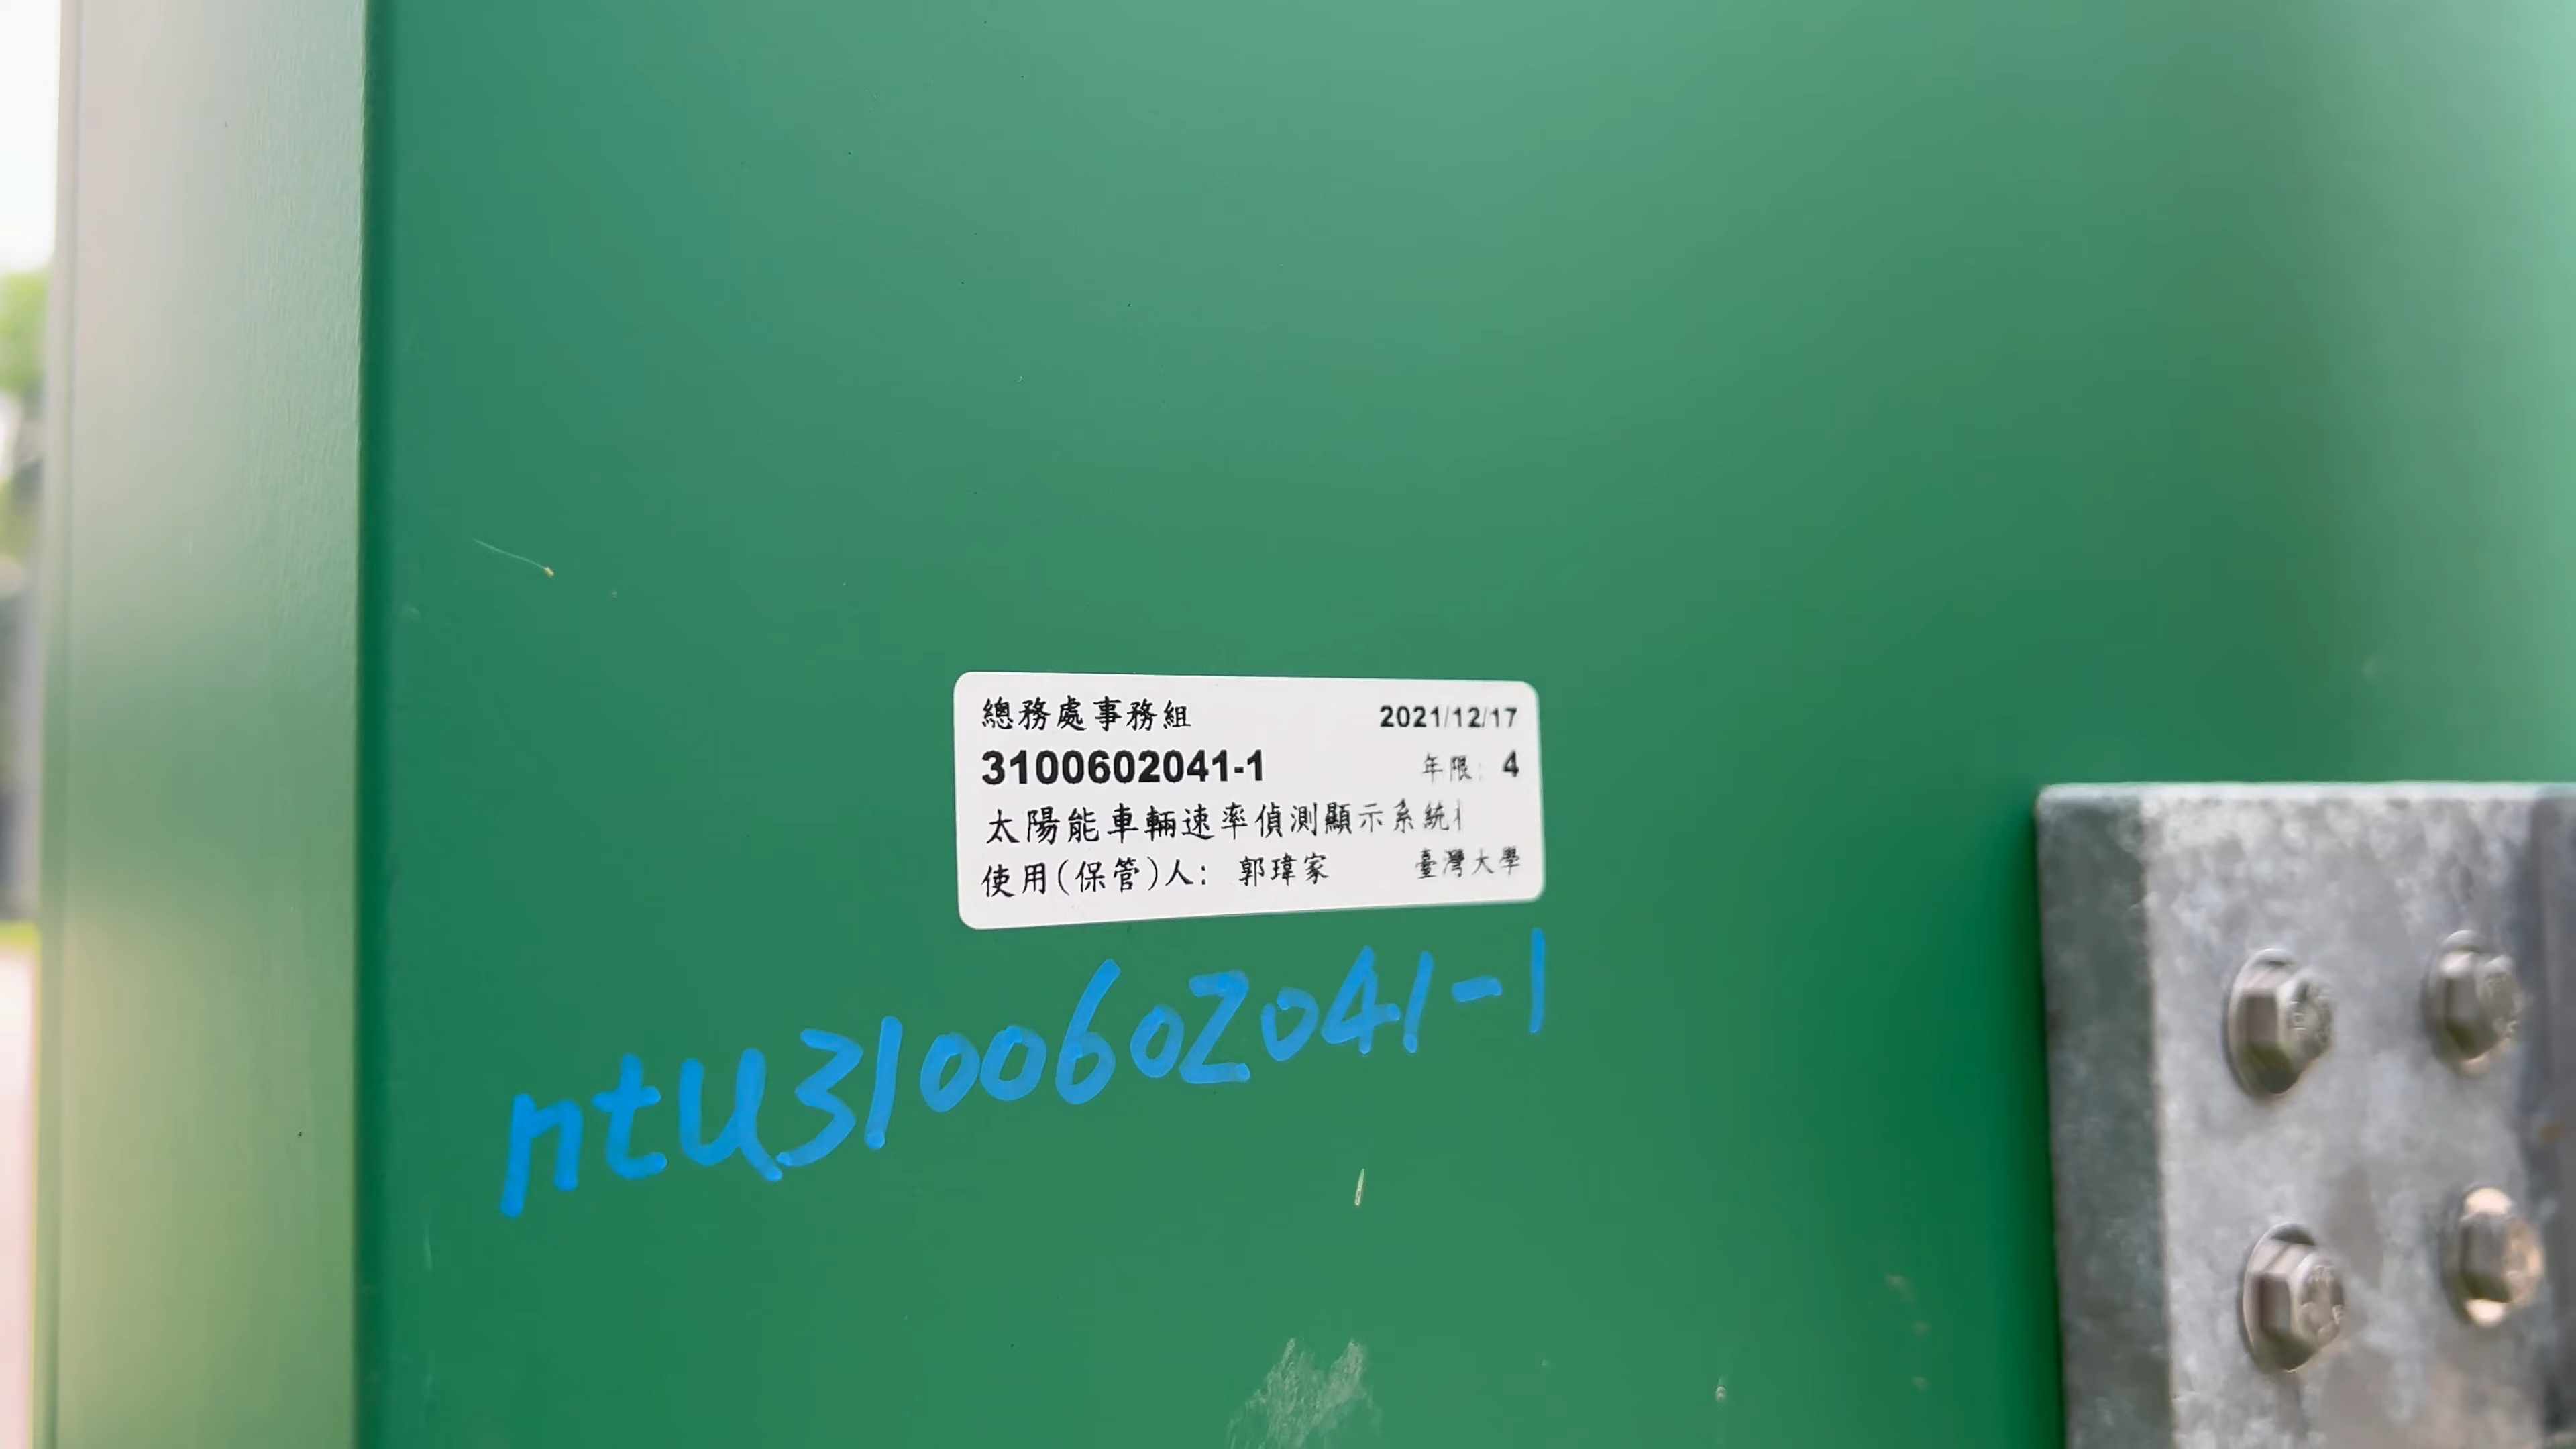 總務處事務組 2021/12/17
3100602041-1 年限: 4
太陽能車輛速率偵測顯示系統
使用(保管)人: 郭瑋家 臺灣大學
ntu3100602041-1